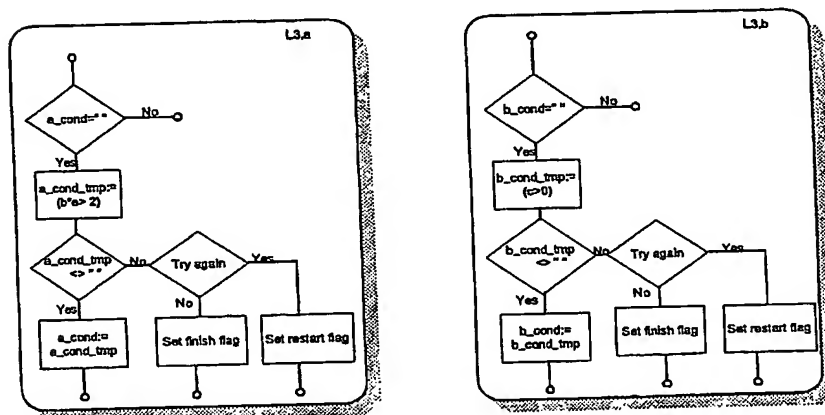 L3,a
a_cond=""
No
Yes
a_cond_tmp:=
(b*a> 2)
a_cond_tmp
<> ""
No
Try again
Yes
Yes
No
a_cond:=
a_cond_tmp
Set finish flag
Set restart flag
L3,b
b_cond=""
No
Yes
b_cond_tmp:=
(c>0)
b_cond_tmp
<> ""
No
Try again
Yes
Yes
No
b_cond:=
b_cond_tmp
Set finish flag
Set restart flag